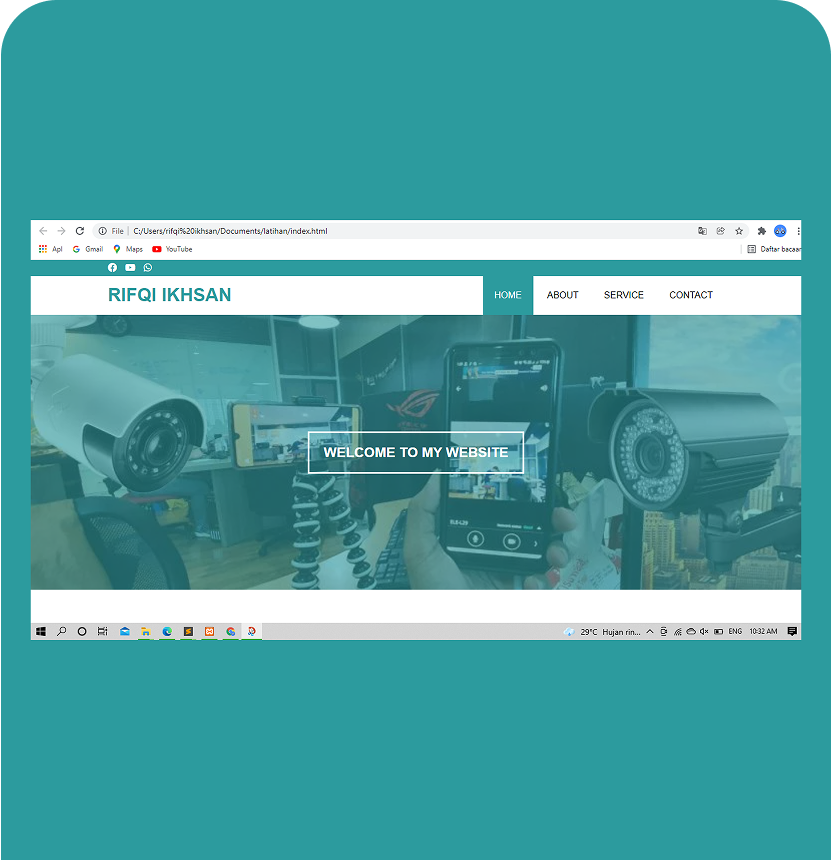 File | C:/Users/rifqi%20ikhsan/Documents/latihan/index.html
Apl Gmail Maps YouTube Daftar bacaan
RIFQI IKHSAN HOME ABOUT SERVICE CONTACT
WELCOME TO MY WEBSITE
29°C Hujan rin... ENG 10:32 AM